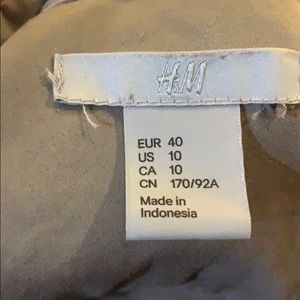 H&M
EUR 40
US 10
CA 10
CN 170/92A
Made in
Indonesia